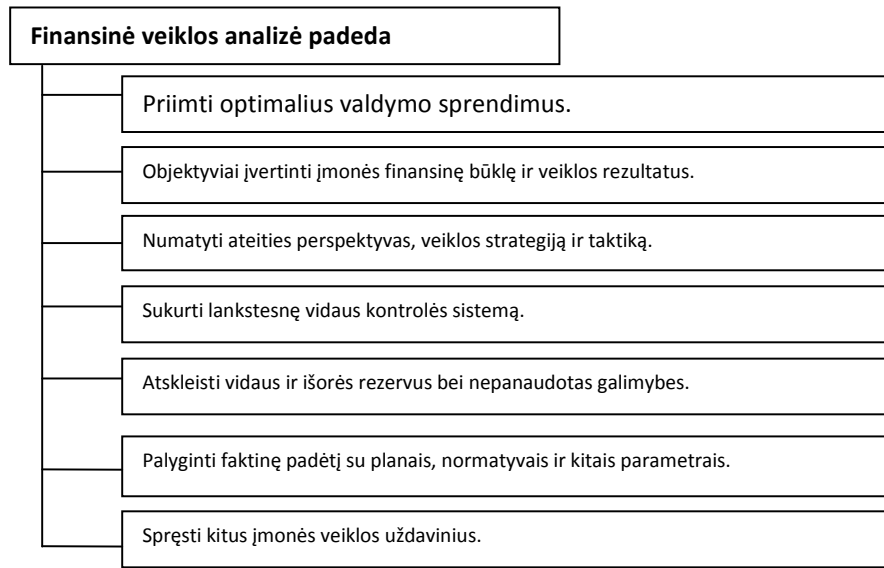 Finansinė veiklos analizė padeda
Priimti optimalius valdymo sprendimus.
Objektyviai įvertinti įmonės finansinę būklę ir veiklos rezultatus.
Numatyti ateities perspektyvas, veiklos strategiją ir taktiką.
Sukurti lankstesnę vidaus kontrolės sistemą.
Atskleisti vidaus ir išorės rezervus bei nepanaudotas galimybes.
Palyginti faktinę padėtį su planais, normatyvais ir kitais parametrais.
Spręsti kitus įmonės veiklos uždavinius.